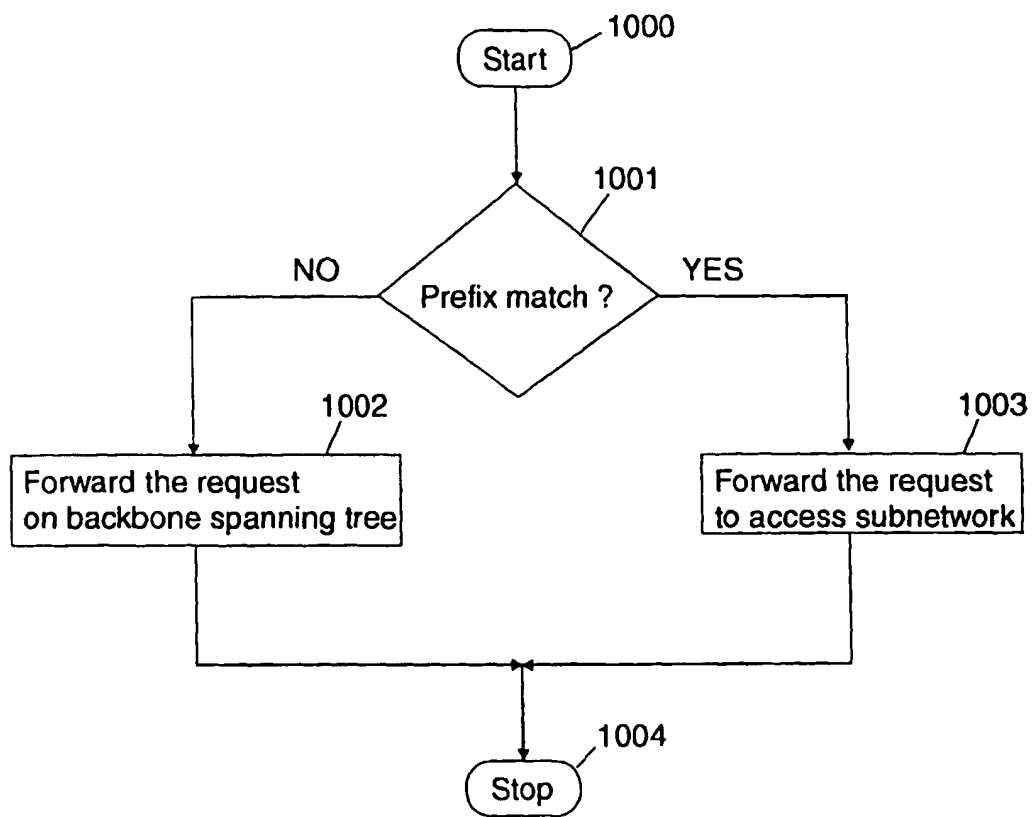 1000
Start
1001
NO
YES
Prefix match ?
1002
1003
Forward the request
on backbone spanning tree
Forward the request
to access subnetwork
1004
Stop